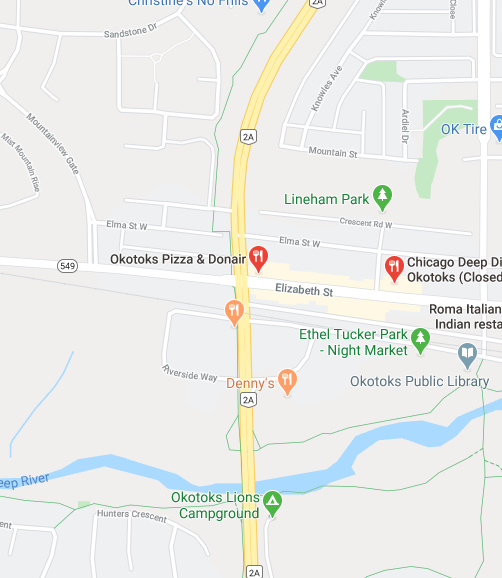 Christine's No Frills
2A
Sandstone Dr
Knowles
Close
Knowles Ave
Ardiel Dr
2A
OK Tire
Mountainview Gate
Mist Mountain Rise
Mountain St
Lineham Park
Crescent Rd W
Elma St W
Elma St W
Okotoks Pizza & Donair
549
Chicago Deep Di
Okotoks (Closed
Elizabeth St
Roma Italian
Indian resta
Ethel Tucker Park
- Night Market
Riverside Way
Denny's
Okotoks Public Library
2A
eep River
Okotoks Lions
Campground
Hunters Crescent
ent
2A